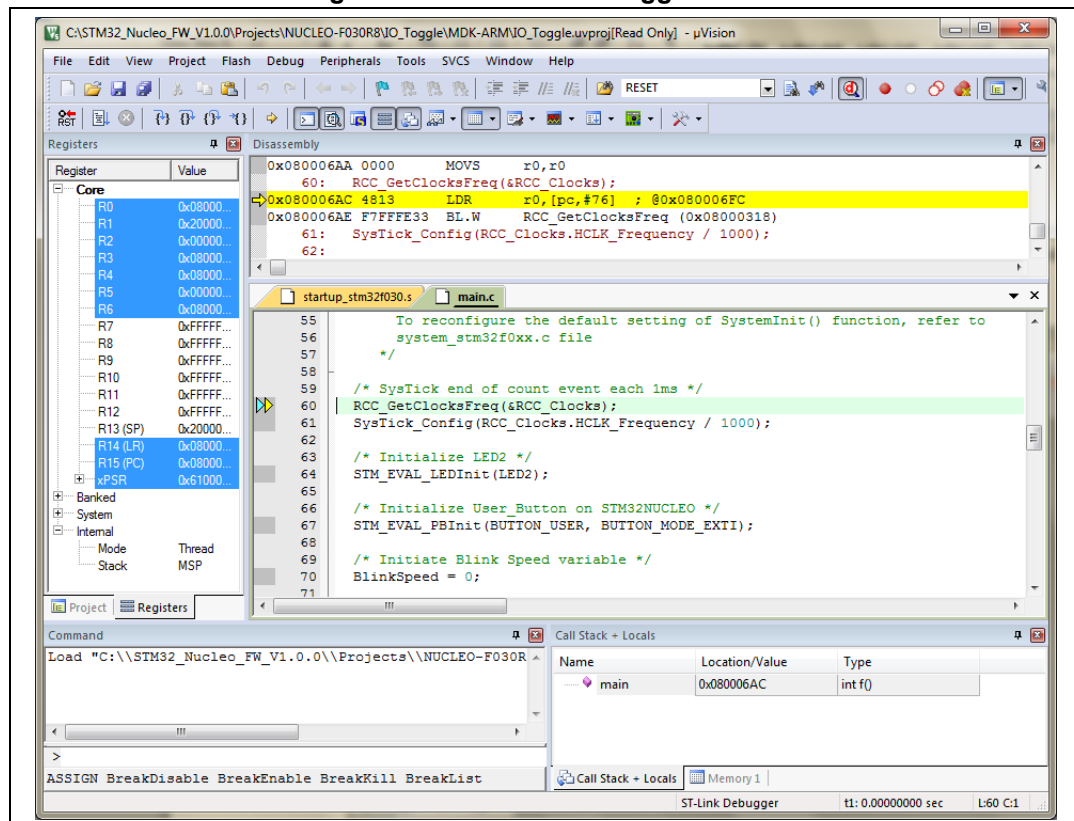 C:\STM32_Nucleo_FW_V1.0.0\Projects\NUCLEO-F030R8\IO_Toggle\MDK-ARM\IO_Toggle.uvproj[Read Only] - µVision
File Edit View Project Flash Debug Peripherals Tools SVCS Window Help
RESET
RST
Registers
Register Value
Core
R0 0x08000...
R1 0x20000...
R2 0x00000...
R3 0x08000...
R4 0x08000...
R5 0x00000...
R6 0x08000...
R7 0xFFFFF...
R8 0xFFFFF...
R9 0xFFFFF...
R10 0xFFFFF...
R11 0xFFFFF...
R12 0xFFFFF...
R13 (SP) 0x20000...
R14 (LR) 0x08000...
R15 (PC) 0x08000...
xPSR 0x61000...
Banked
System
Internal
Mode Thread
Stack MSP
Project Registers
Disassembly
0x080006AA 0000 MOVS r0,r0
60: RCC_GetClocksFreq(&RCC_Clocks);
0x080006AC 4813 LDR r0,[pc,#76] ; @0x080006FC
0x080006AE F7FFFE33 BL.W RCC_GetClocksFreq (0x08000318)
61: SysTick_Config(RCC_Clocks.HCLK_Frequency / 1000);
62:
startup_stm32f030.s main.c
55 To reconfigure the default setting of SystemInit() function, refer to
56 system_stm32f0xx.c file
57 */
58
59 /* SysTick end of count event each 1ms */
60 RCC_GetClocksFreq(&RCC_Clocks);
61 SysTick_Config(RCC_Clocks.HCLK_Frequency / 1000);
62
63 /* Initialize LED2 */
64 STM_EVAL_LEDInit(LED2);
65
66 /* Initialize User_Button on STM32NUCLEO */
67 STM_EVAL_PBInit(BUTTON_USER, BUTTON_MODE_EXTI);
68
69 /* Initiate Blink Speed variable */
70 BlinkSpeed = 0;
71
Command
Load "C:\\STM32_Nucleo_FW_V1.0.0\\Projects\\NUCLEO-F030R
>
ASSIGN BreakDisable BreakEnable BreakKill BreakList
Call Stack + Locals
Name Location/Value Type
main 0x080006AC int f()
Call Stack + Locals Memory 1
ST-Link Debugger t1: 0.00000000 sec L:60 C:1